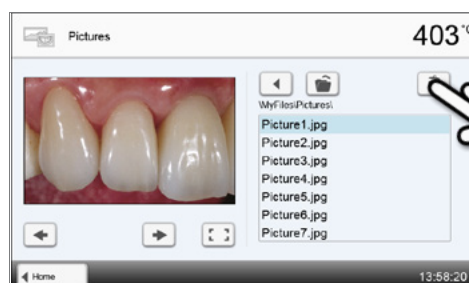 Pictures
403°C
\MyFiles\Pictures\
Picture1.jpg
Picture2.jpg
Picture3.jpg
Picture4.jpg
Picture5.jpg
Picture6.jpg
Picture7.jpg
Home
13:58:20